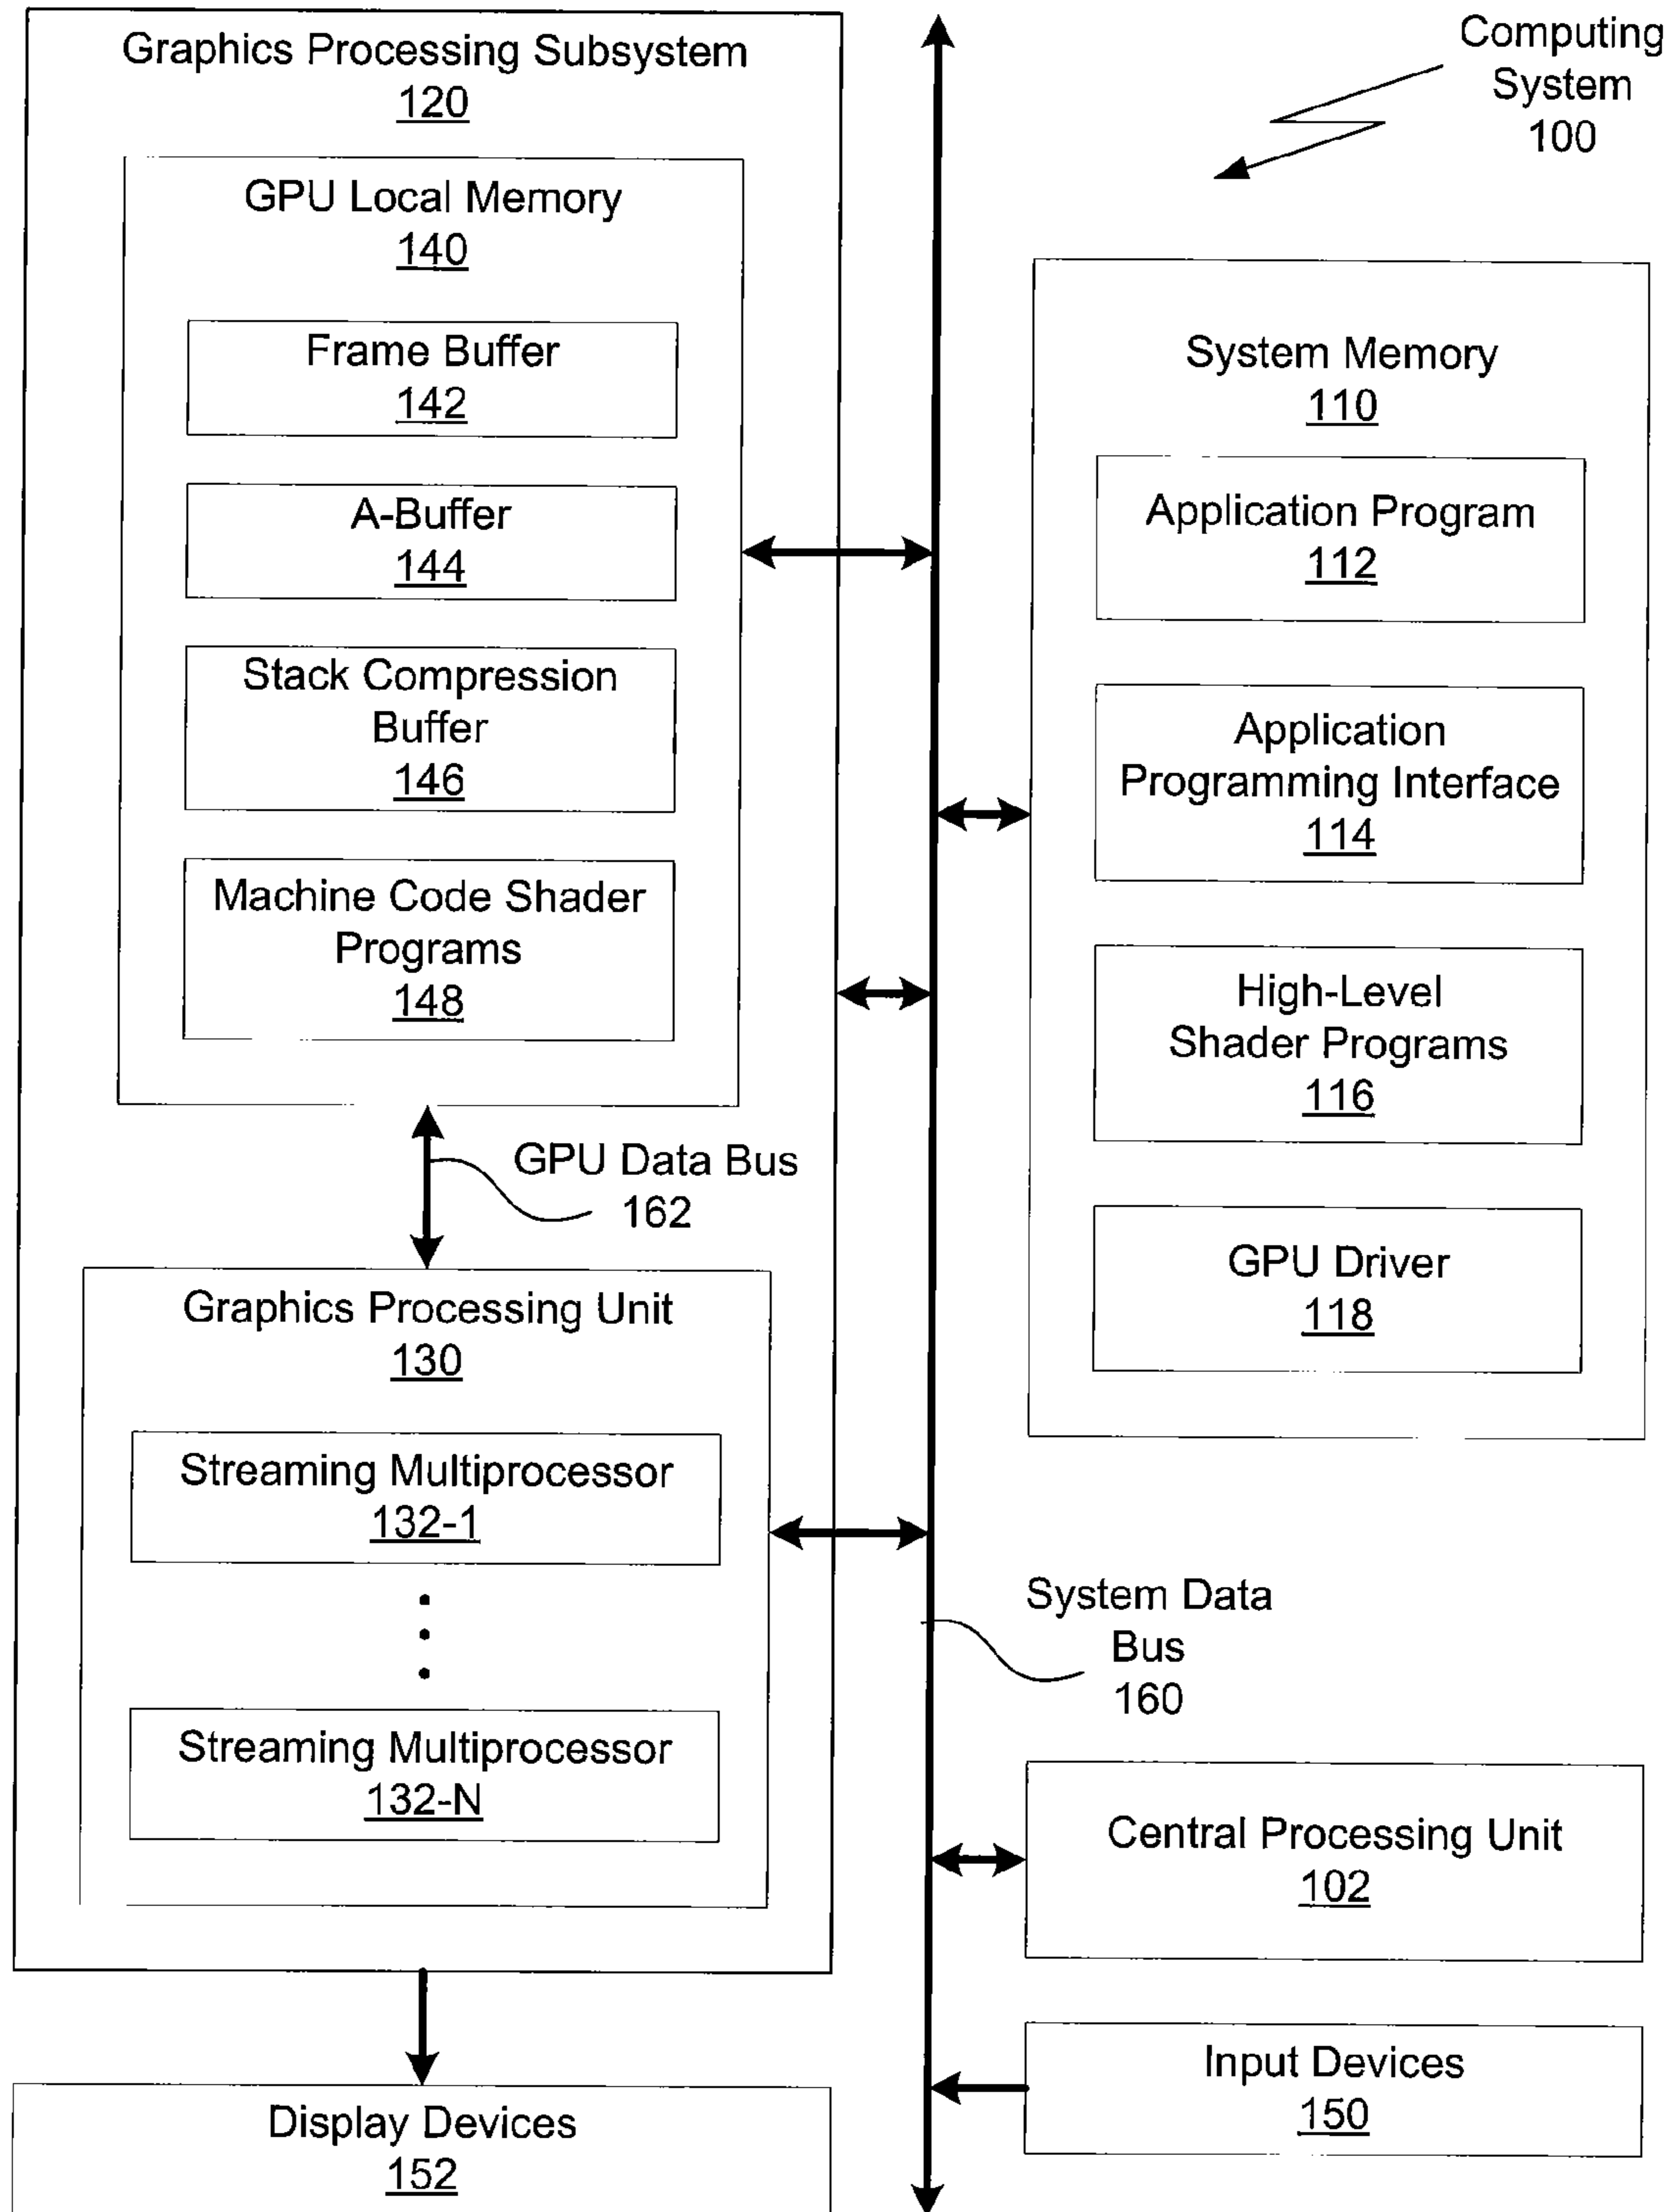 Graphics Processing Subsystem
120
GPU Local Memory
140
Frame Buffer
142
A-Buffer
144
Stack Compression
Buffer
146
Machine Code Shader
Programs
148
GPU Data Bus
162
Graphics Processing Unit
130
Streaming Multiprocessor
132-1
Streaming Multiprocessor
132-N
Display Devices
152
Computing
System
100
System Memory
110
Application Program
112
Application
Programming Interface
114
High-Level
Shader Programs
116
GPU Driver
118
System Data
Bus
160
Central Processing Unit
102
Input Devices
150